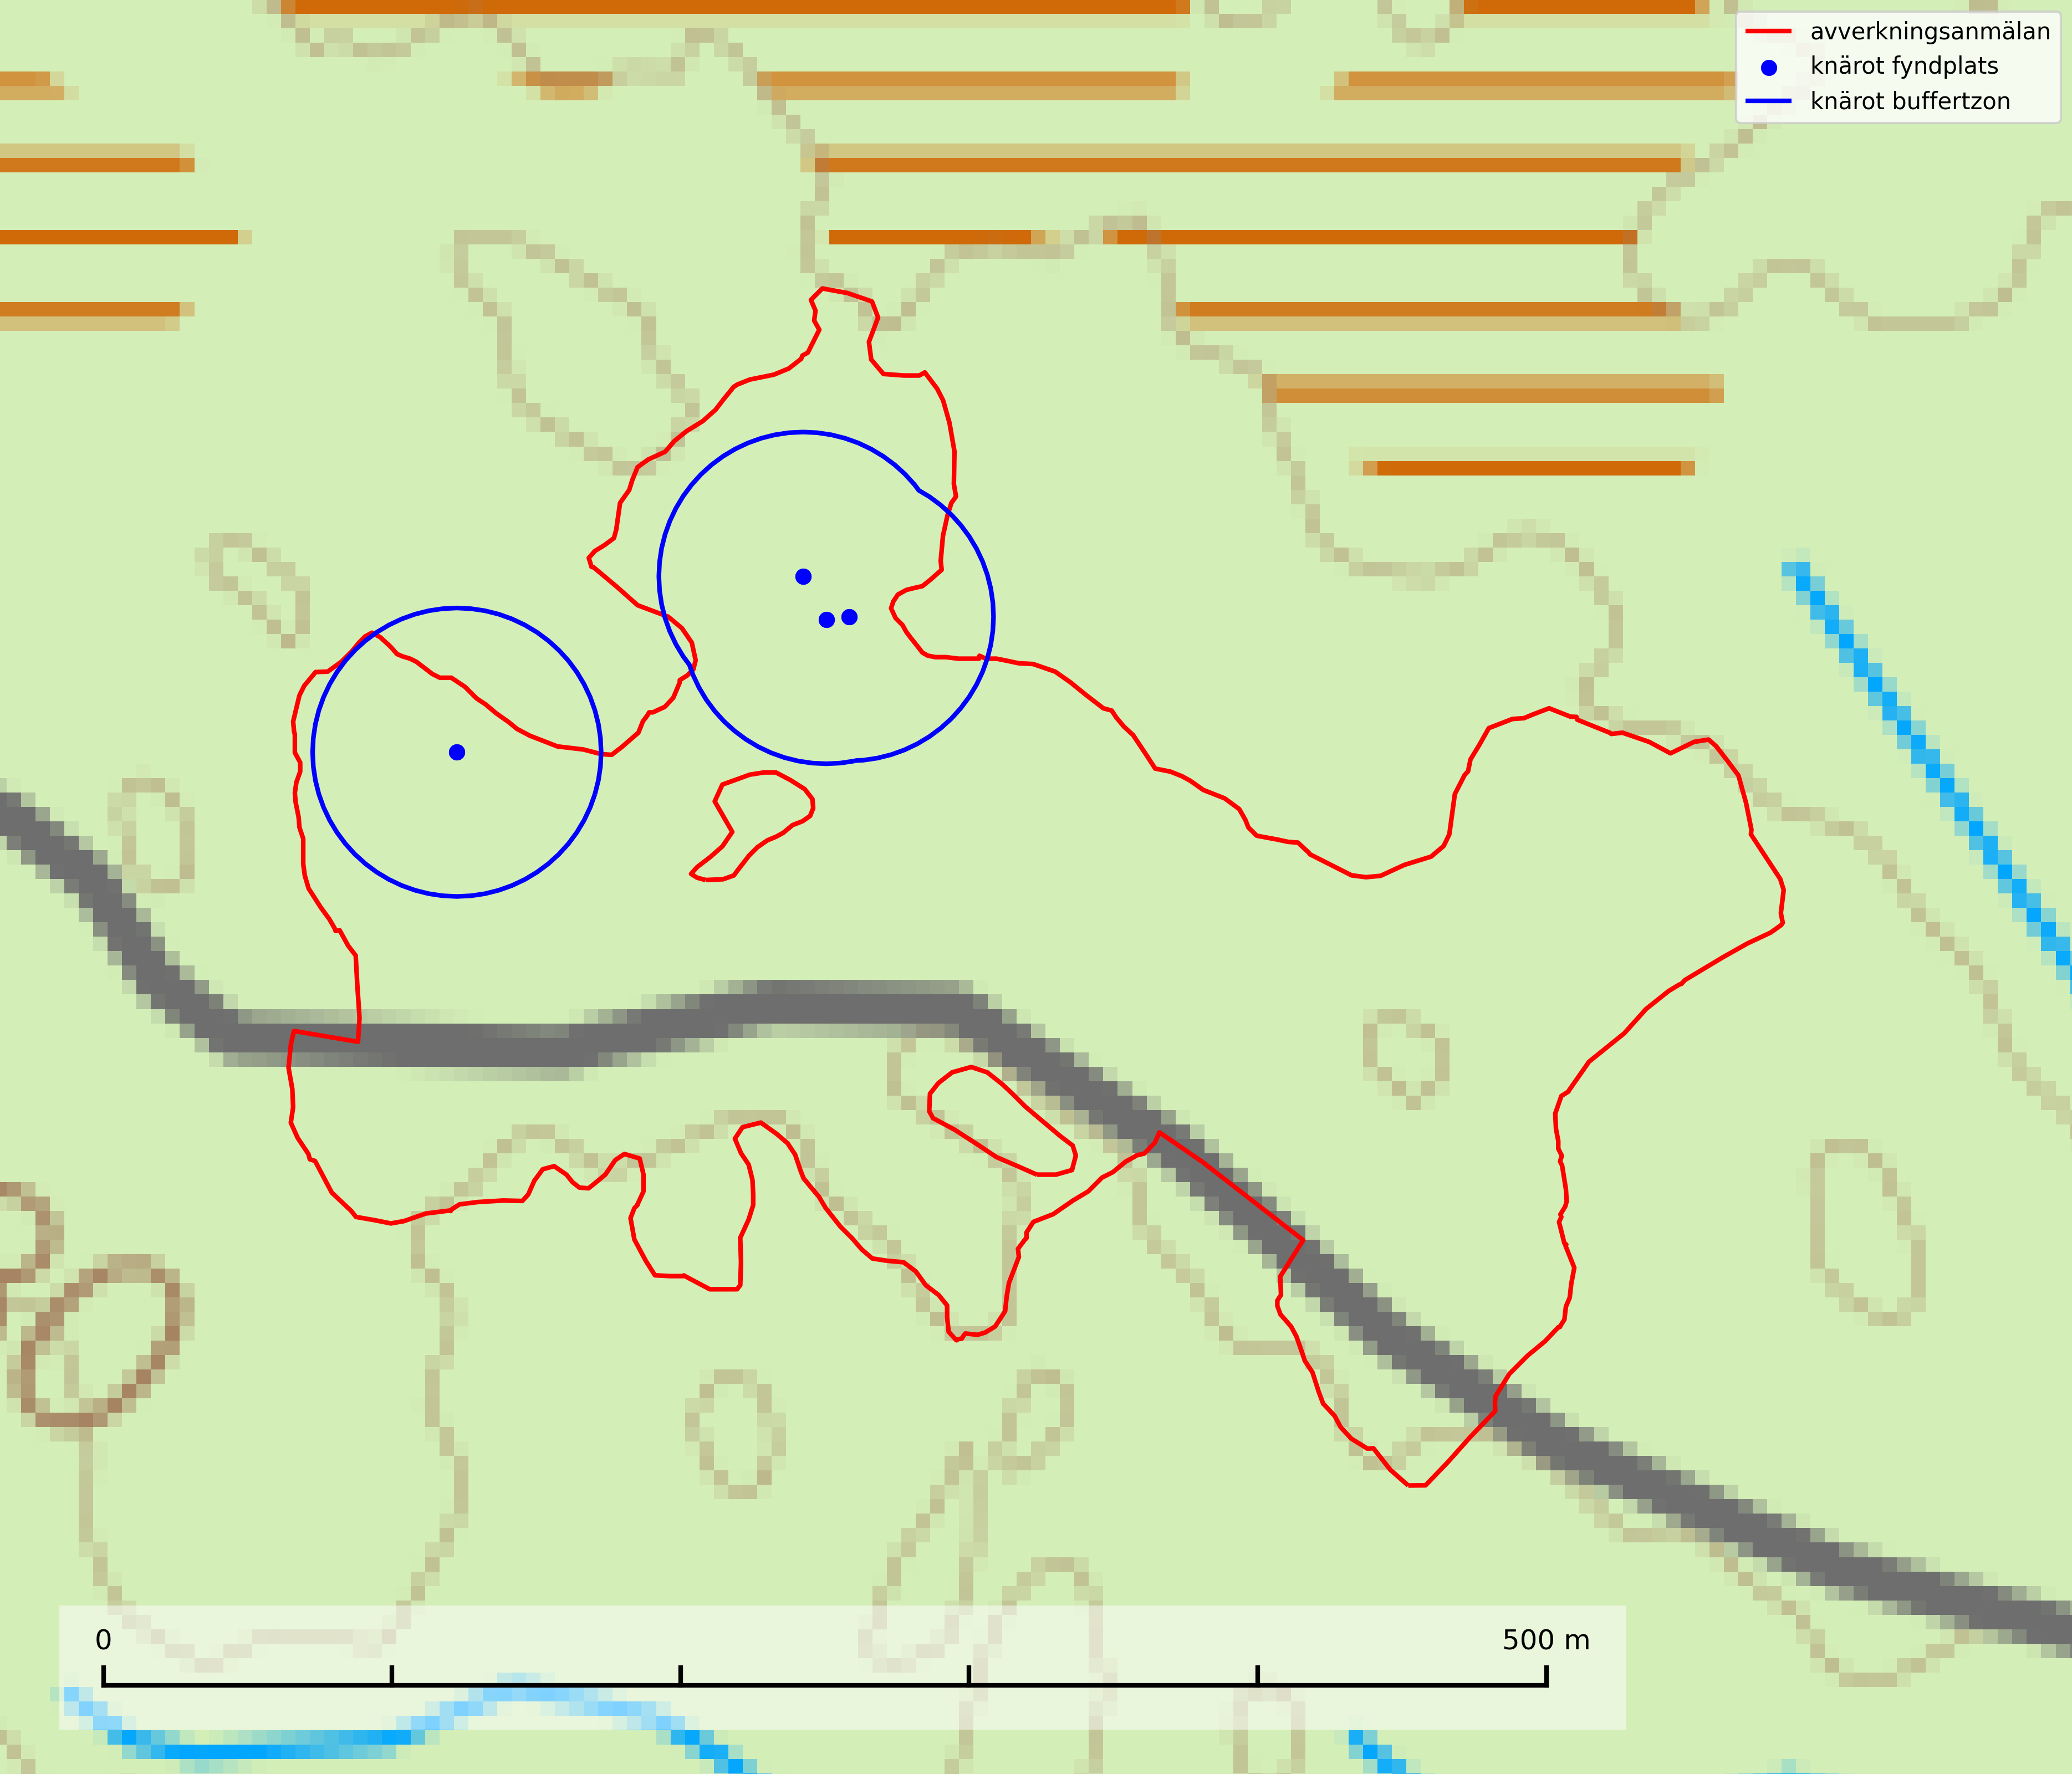 avverkningsanmälan
knärot fyndplats
knärot buffertzon
0
500 m